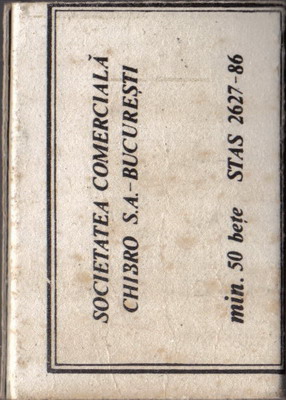 SOCIETATEA COMERCIALĂ
CHIBRO S.A.-BUCUREȘTI
min. 50 bețe STAS 2627-86